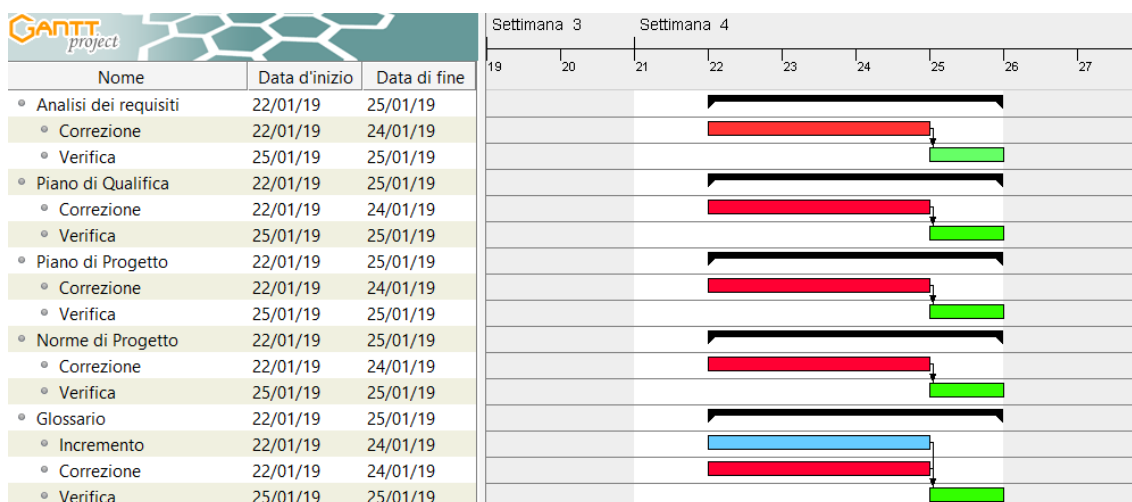 GANTT
project
Settimana 3 Settimana 4
19 20 21 22 23 24 25 26 27
Nome Data d'inizio Data di fine
Analisi dei requisiti 22/01/19 25/01/19
Correzione 22/01/19 24/01/19
Verifica 25/01/19 25/01/19
Piano di Qualifica 22/01/19 25/01/19
Correzione 22/01/19 24/01/19
Verifica 25/01/19 25/01/19
Piano di Progetto 22/01/19 25/01/19
Correzione 22/01/19 24/01/19
Verifica 25/01/19 25/01/19
Norme di Progetto 22/01/19 25/01/19
Correzione 22/01/19 24/01/19
Verifica 25/01/19 25/01/19
Glossario 22/01/19 25/01/19
Incremento 22/01/19 24/01/19
Correzione 22/01/19 24/01/19
Verifica 25/01/19 25/01/19